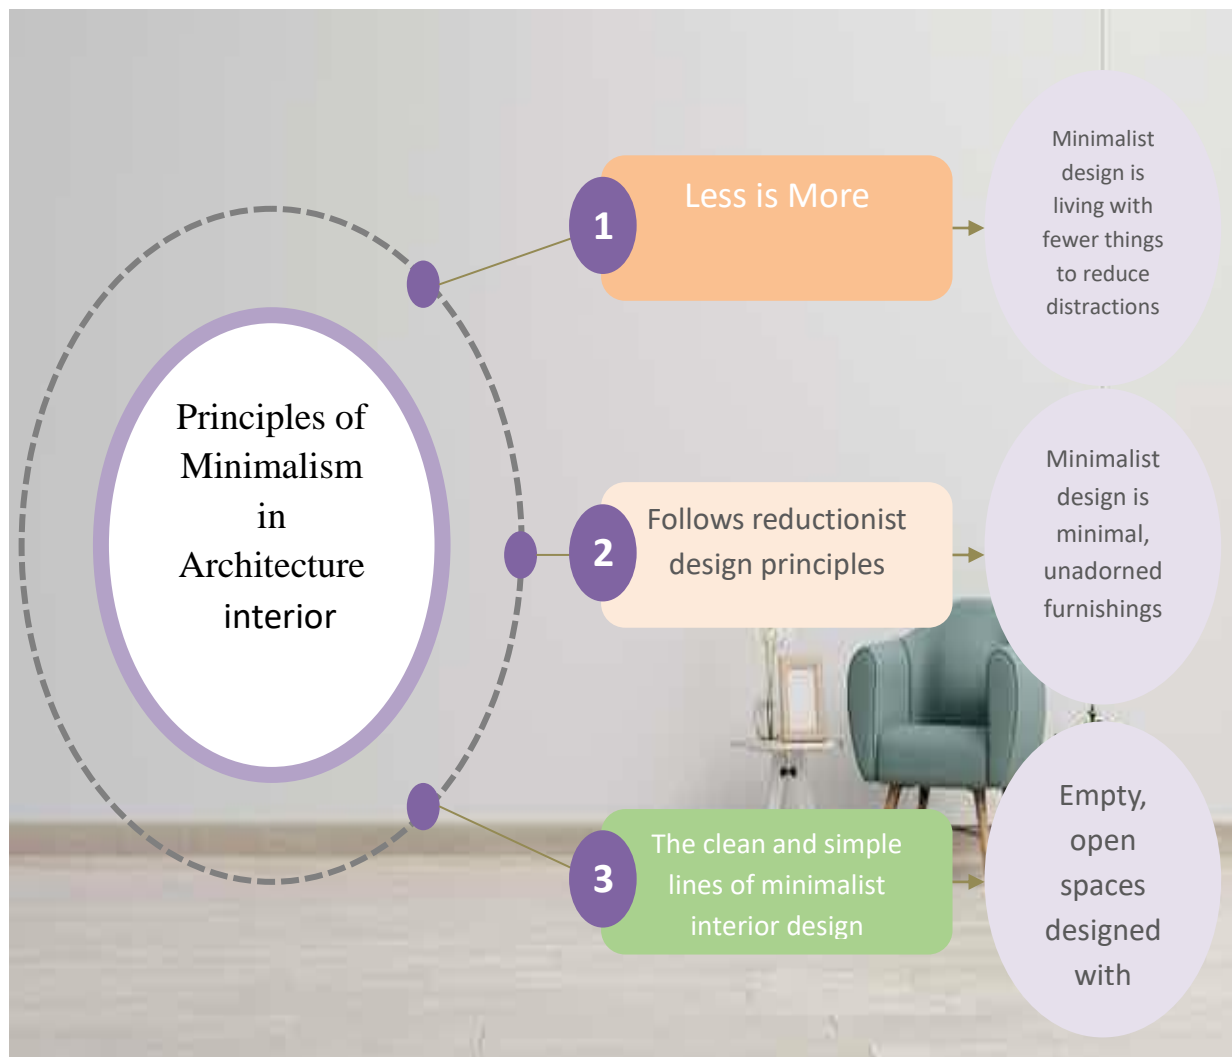 Principles of
Minimalism
in
Architecture
interior
1
Less is More
Minimalist
design is
living with
fewer things
to reduce
distractions
2
Follows reductionist
design principles
Minimalist
design is
minimal,
unadorned
furnishings
3
The clean and simple
lines of minimalist
interior design
Empty,
open
spaces
designed
with